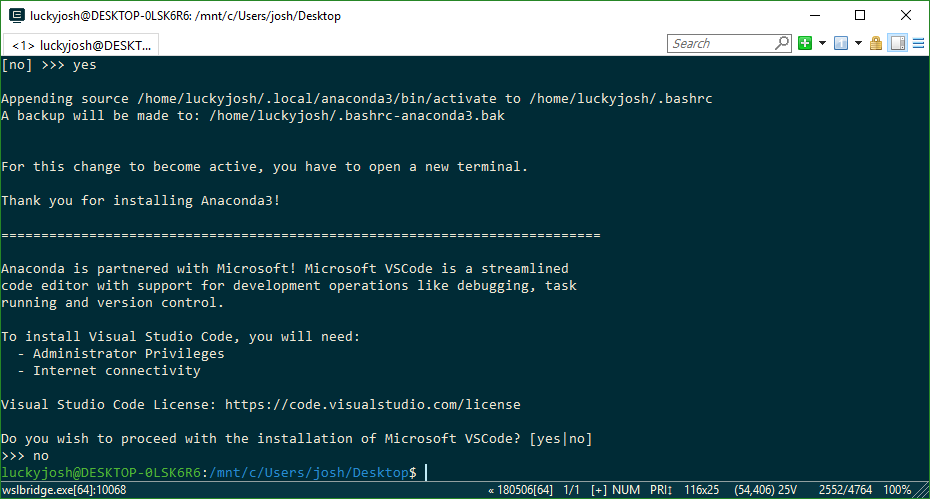 luckyjosh@DESKTOP-0LSK6R6: /mnt/c/Users/josh/Desktop
<1> luckyjosh@DESKT...
Search
[no] >>> yes
Appending source /home/luckyjosh/.local/anaconda3/bin/activate to /home/luckyjosh/.bashrc
A backup will be made to: /home/luckyjosh/.bashrc-anaconda3.bak
For this change to become active, you have to open a new terminal.
Thank you for installing Anaconda3!
===========================================================================
Anaconda is partnered with Microsoft! Microsoft VSCode is a streamlined
code editor with support for development operations like debugging, task
running and version control.
To install Visual Studio Code, you will need:
- Administrator Privileges
- Internet connectivity
Visual Studio Code License: https://code.visualstudio.com/license
Do you wish to proceed with the installation of Microsoft VSCode? [yes|no]
>>> no
luckyjosh@DESKTOP-0LSK6R6:/mnt/c/Users/josh/Desktop$
wslbridge.exe[64]:10068 « 180506[64] 1/1 [+] NUM PRI↕ 116x25 (54,406) 25V 2552/4764 100%